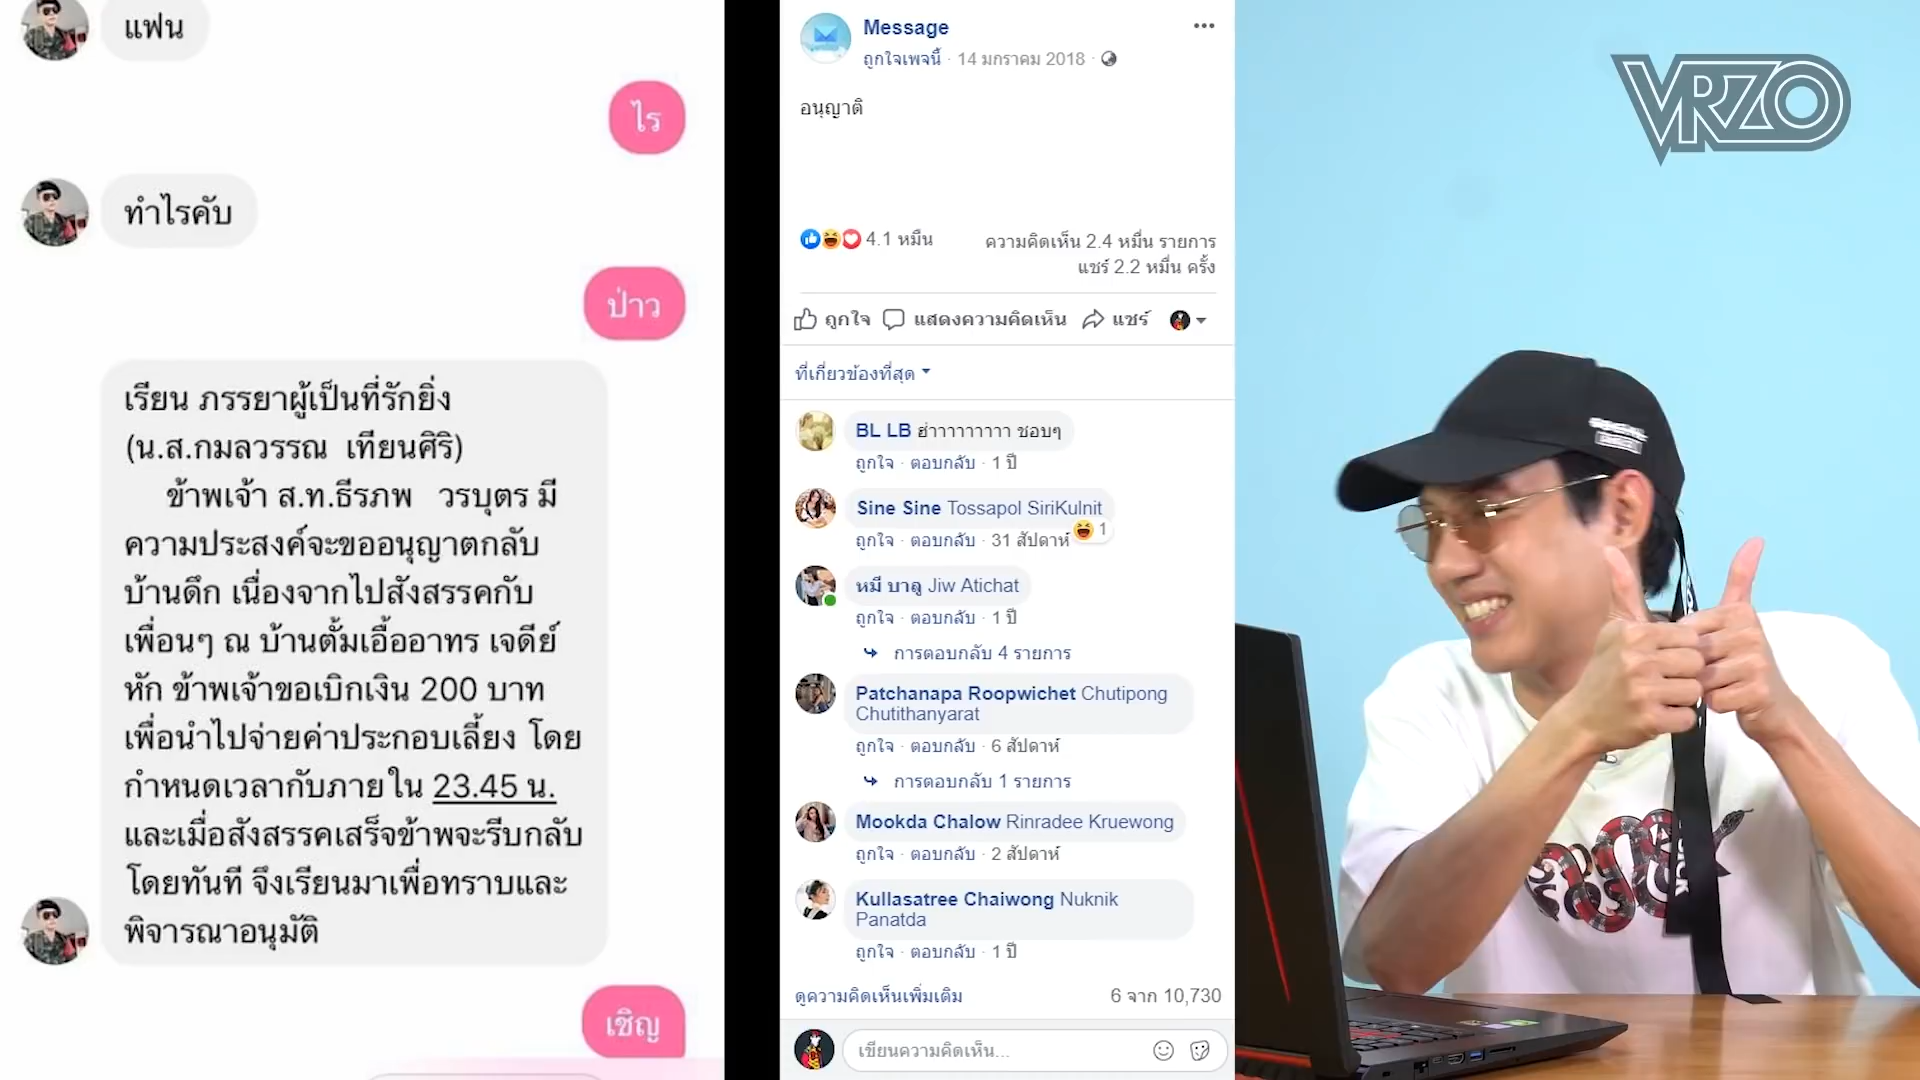 แฟน
ไร
ทำไรคับ
ป่าว
เรียน ภรรยาผู้เป็นที่รักยิ่ง
(น.ส.กมลวรรณ เทียนศิริ)
ข้าพเจ้า ส.ท.ธีรภพ วรบุตร มี
ความประสงค์จะขออนุญาตกลับ
บ้านดึก เนื่องจากไปสังสรรคกับ
เพื่อนๆ ณ บ้านตั้มเอื้ออาทร เจดีย์
หัก ข้าพเจ้าขอเบิกเงิน 200 บาท
เพื่อนำไปจ่ายค่าประกอบเลี้ยง โดย
กำหนดเวลากับภายใน 23.45 น.
และเมื่อสังสรรคเสร็จข้าพจะรีบกลับ
โดยทันที จึงเรียนมาเพื่อทราบและ
พิจารณาอนุมัติ
เชิญ
Message
ถูกใจเพจนี้ · 14 มกราคม 2018 ·
อนุญาติ
4.1 หมื่น
ความคิดเห็น 2.4 หมื่น รายการ
แชร์ 2.2 หมื่น ครั้ง
ถูกใจ แสดงความคิดเห็น แชร์
ที่เกี่ยวข้องที่สุด
BL LB ฮ่าาาาาาาาา ชอบๆ
ถูกใจ · ตอบกลับ · 1 ปี
Sine Sine Tossapol SiriKulnit
1
ถูกใจ · ตอบกลับ · 31 สัปดาห์
หมี บาลู Jiw Atichat
ถูกใจ · ตอบกลับ · 1 ปี
การตอบกลับ 4 รายการ
Patchanapa Roopwichet Chutipong
Chutithanyarat
ถูกใจ · ตอบกลับ · 6 สัปดาห์
การตอบกลับ 1 รายการ
Mookda Chalow Rinradee Kruewong
ถูกใจ · ตอบกลับ · 2 สัปดาห์
Kullasatree Chaiwong Nuknik
Panatda
ถูกใจ · ตอบกลับ · 1 ปี
ดูความคิดเห็นเพิ่มเติม 6 จาก 10,730
เขียนความคิดเห็น...
VRZO